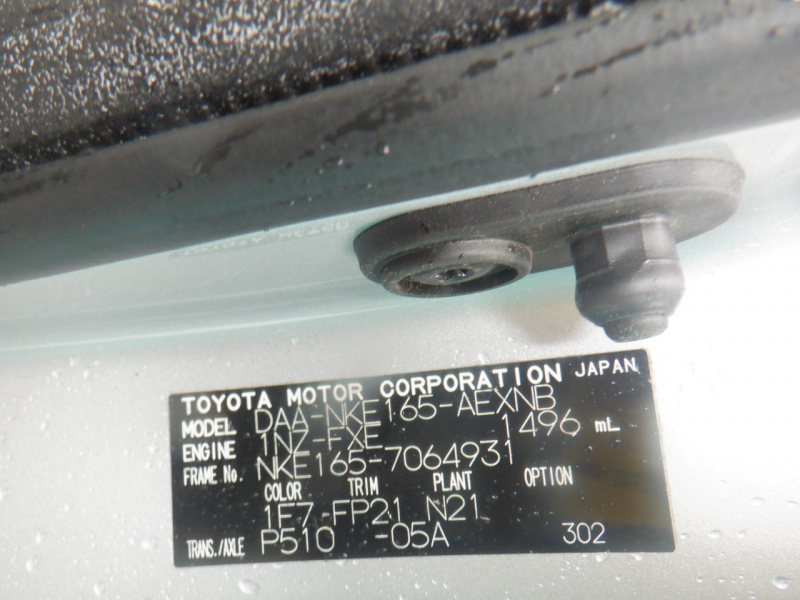 TOYOTA MOTOR CORPORATION JAPAN
MODEL DAA-NKE165-AEXNB
ENGINE 1NZ-FXE 1496 mL
FRAME No. NKE165-7064931
COLOR TRIM PLANT OPTION
1F7-FP21 N21
TRANS./AXLE P510 -05A 302